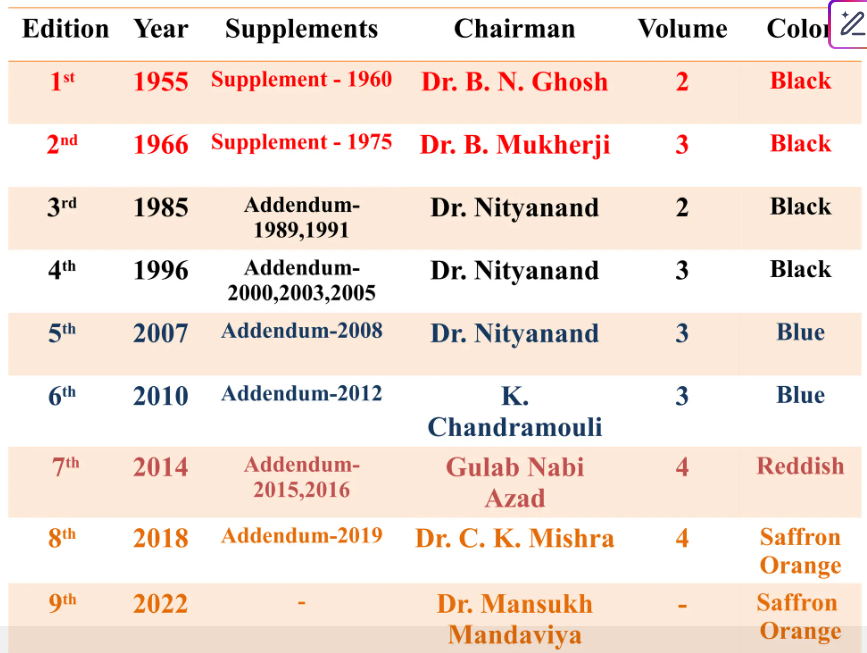 Edition Year Supplements Chairman Volume Color
1st 1955 Supplement - 1960 Dr. B. N. Ghosh 2 Black
2nd 1966 Supplement - 1975 Dr. B. Mukherji 3 Black
3rd 1985 Addendum- Dr. Nityanand 2 Black
1989,1991
4th 1996 Addendum- Dr. Nityanand 3 Black
2000,2003,2005
5th 2007 Addendum-2008 Dr. Nityanand 3 Blue
6th 2010 Addendum-2012 K. 3 Blue
Chandramouli
7th 2014 Addendum- Gulab Nabi 4 Reddish
2015,2016 Azad
8th 2018 Addendum-2019 Dr. C. K. Mishra 4 Saffron
Orange
9th 2022 - Dr. Mansukh - Saffron
Mandaviya Orange